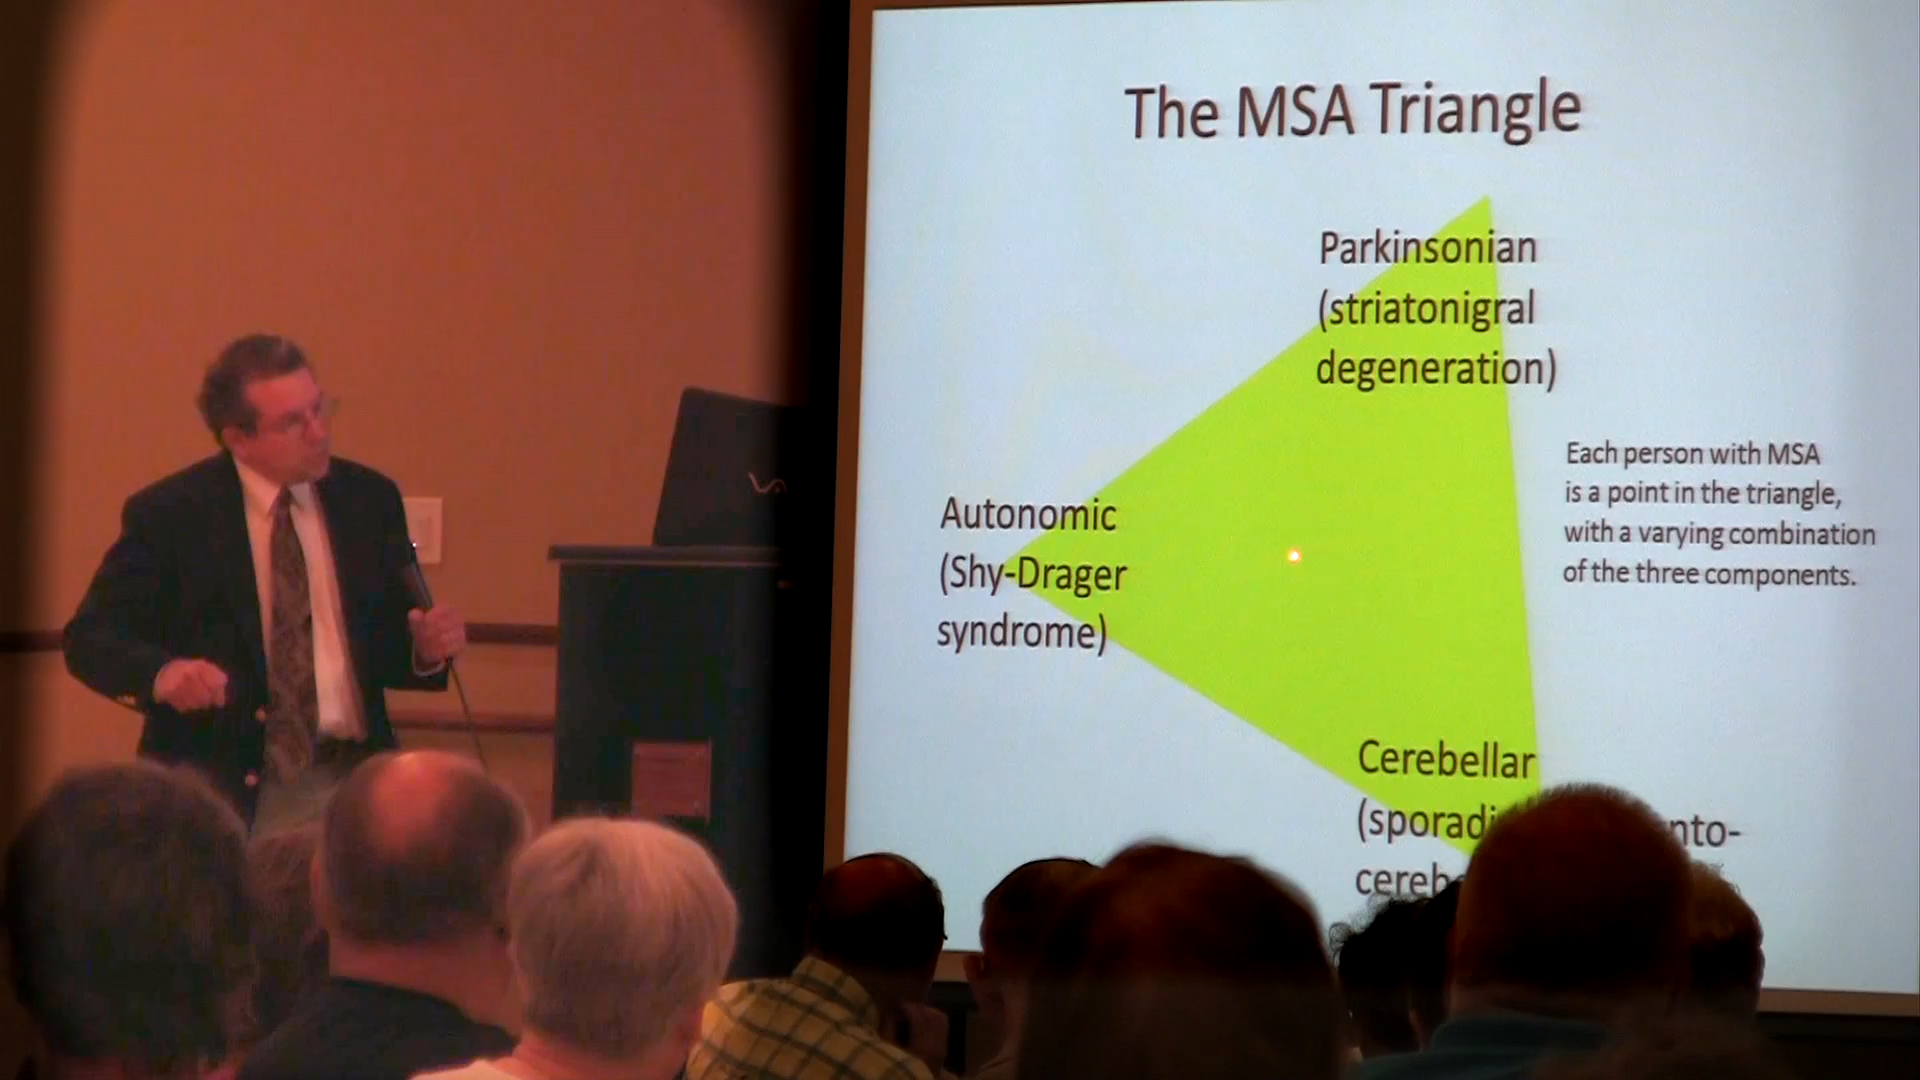 The MSA Triangle
Parkinsonian
(striatonigral
degeneration)
Each person with MSA
is a point in the triangle,
with a varying combination
of the three components.
Autonomic
(Shy-Drager
syndrome)
Cerebellar